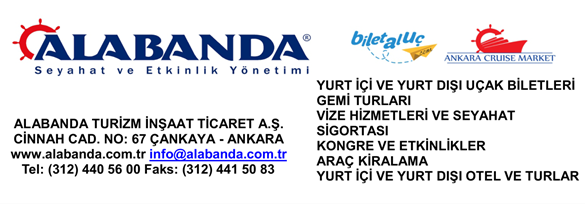 ALABANDA®
Seyahat ve Etkinlik Yönetimi
ALABANDA TURİZM İNŞAAT TİCARET A.Ş.
CİNNAH CAD. NO: 67 ÇANKAYA - ANKARA
www.alabanda.com.tr info@alabanda.com.tr
Tel: (312) 440 56 00 Faks: (312) 441 50 83
biletal uç
ANKARA CRUISE MARKET
YURT İÇİ VE YURT DIŞI UÇAK BİLETLERİ
GEMİ TURLARI
VİZE HİZMETLERİ VE SEYAHAT
SİGORTASI
KONGRE VE ETKİNLİKLER
ARAÇ KİRALAMA
YURT İÇİ VE YURT DIŞI OTEL VE TURLAR